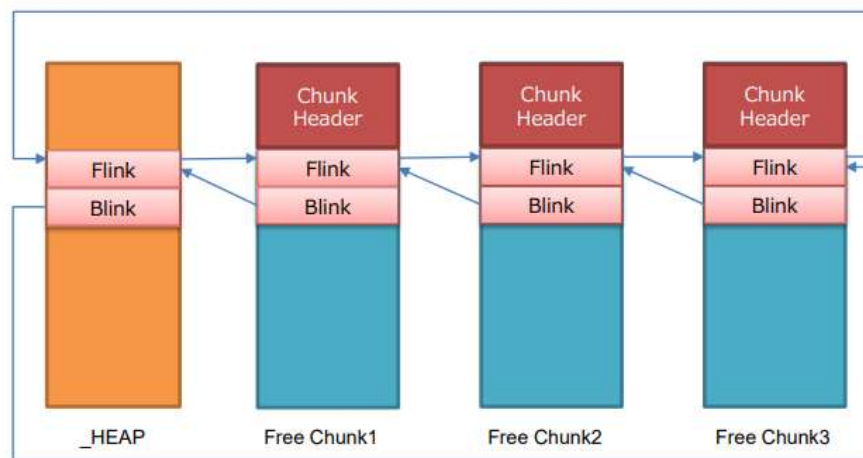 Chunk
Header
Chunk
Header
Chunk
Header
Flink
Flink
Flink
Flink
Blink
Blink
Blink
Blink
_HEAP
Free Chunk1
Free Chunk2
Free Chunk3